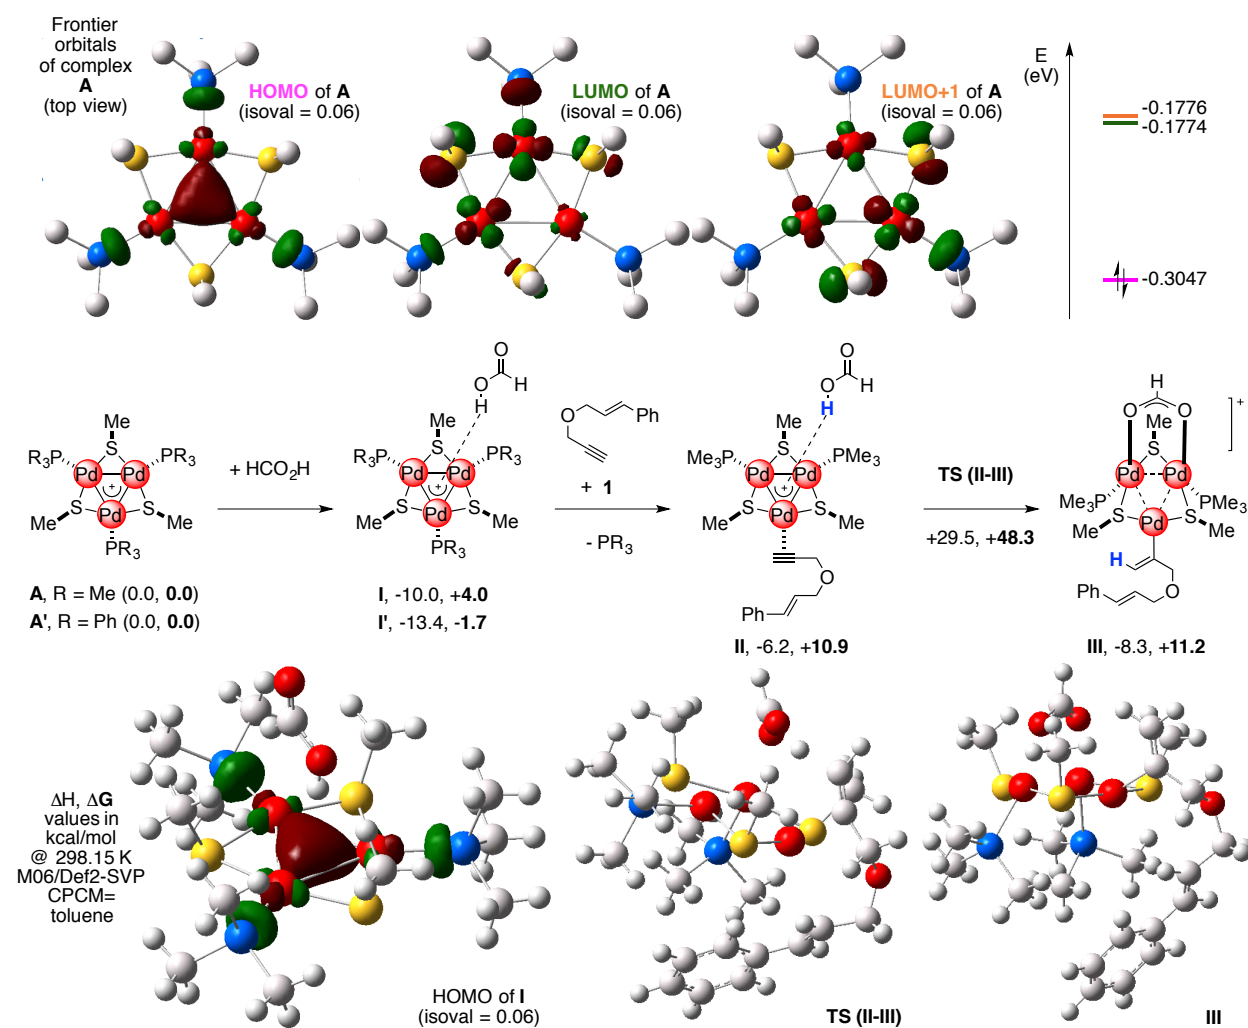 Frontier
orbitals
of complex
A
(top view)
HOMO of A
(isoval = 0.06)
LUMO of A
(isoval = 0.06)
LUMO+1 of A
(isoval = 0.06)
E
(eV)
-0.1776
-0.1774
-0.3047
Me
S
R3P
PR3
Pd
Pd
+
S
Pd
S
Me
Me
PR3
A, R = Me (0.0, 0.0)
A', R = Ph (0.0, 0.0)
+ HCO2H
O
O
H
H
Me
S
R3P
PR3
Pd
Pd
+
S
Pd
S
Me
Me
PR3
I, -10.0, +4.0
I', -13.4, -1.7
O
Ph
+ 1
- PR3
O
O
H
H
Me
S
Me3P
PMe3
Pd
Pd
+
S
Pd
S
Me
Me
O
Ph
II, -6.2, +10.9
TS (II-III)
+29.5, +48.3
H
O
O
+
Me
S
Pd
Pd
Me3P
PMe3
S
Pd
S
Me
Me
H
O
Ph
III, -8.3, +11.2
ΔH, ΔG
values in
kcal/mol
@ 298.15 K
M06/Def2-SVP
CPCM=
toluene
HOMO of I
(isoval = 0.06)
TS (II-III)
III